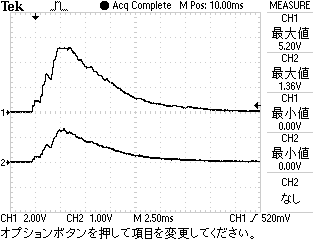 Tek Acq Complete M Pos: 10.00ms MEASURE
CH1
最大値
5.20V
CH2
最大値
1.36V
CH1
最小値
0.00V
CH2
最小値
0.00V
CH2
なし
1
2
CH1 2.00V CH2 1.00V M 2.50ms CH1 520mV
オプションボタンを押して項目を変更してください。